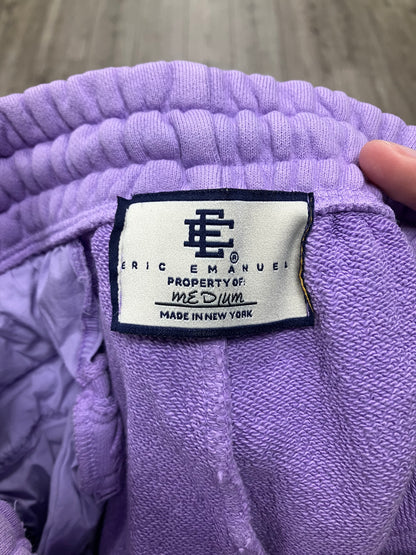 EE®
ERIC EMANUEL
PROPERTY OF:
mEDIUm
MADE IN NEW YORK